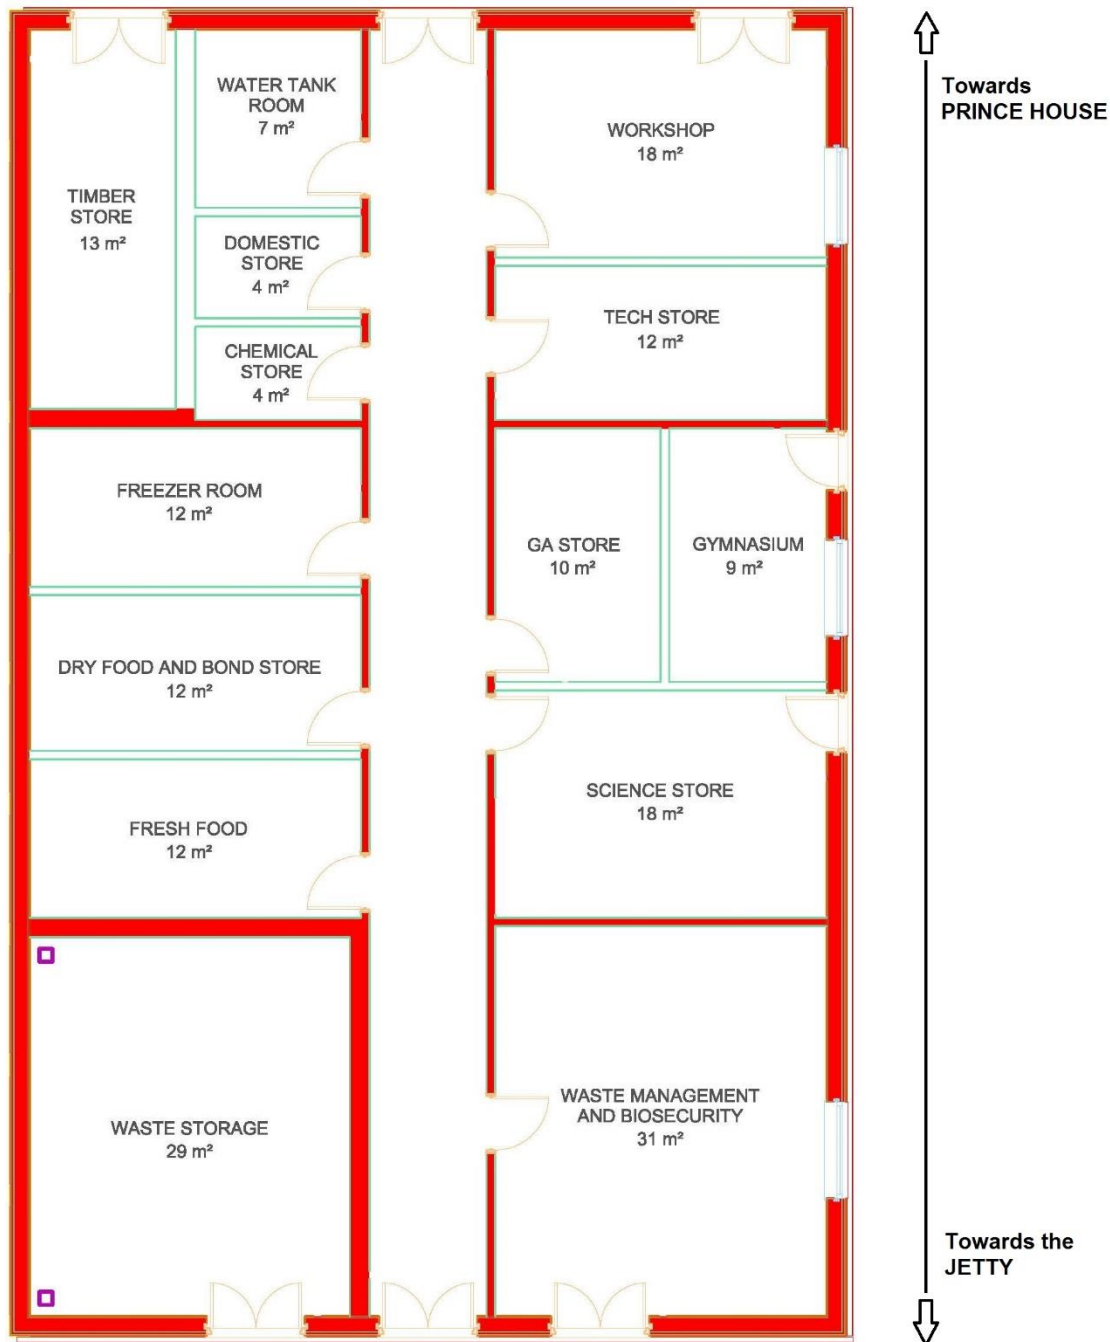 WATER TANK
ROOM
7 m²
TIMBER
STORE
13 m²
DOMESTIC
STORE
4 m²
CHEMICAL
STORE
4 m²
WORKSHOP
18 m²
TECH STORE
12 m²
FREEZER ROOM
12 m²
GA STORE
10 m²
GYMNASIUM
9 m²
DRY FOOD AND BOND STORE
12 m²
FRESH FOOD
12 m²
SCIENCE STORE
18 m²
WASTE STORAGE
29 m²
WASTE MANAGEMENT
AND BIOSECURITY
31 m²
Towards
PRINCE HOUSE
Towards the
JETTY